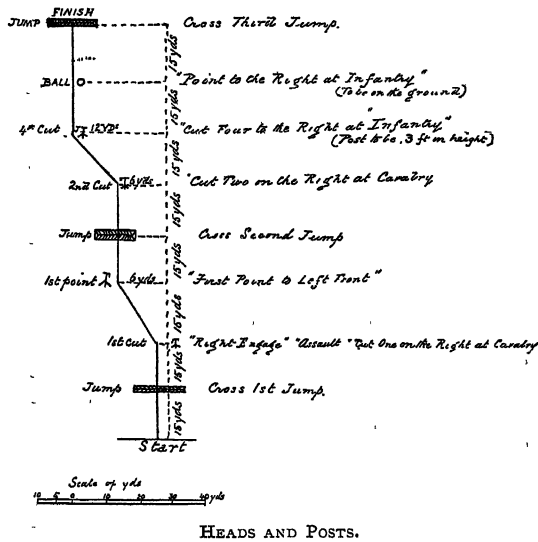 FINISH
JUMP Cross Third Jump.
15 yds
BALL "Point to the Right at Infantry"
(To be on the ground)
15 yds
4th Cut 12 yds "Cut Four to the Right at "Infantry"
(Post to be .3 ft in height)
15 yds
2nd Cut 6 yds "Cut Two on the Right at Cavalry
15 yds
Jump Cross Second Jump
15 yds
1st point 6 yds "First Point to Left Front"
15 yds
1st Cut "Right Engage" "Assault" "Cut One on the Right at Cavalry
15 yds
Jump Cross 1st Jump.
15 yds
Start
Scale of yds
10 5 0 10 20 30 40 yds
HEADS AND POSTS.